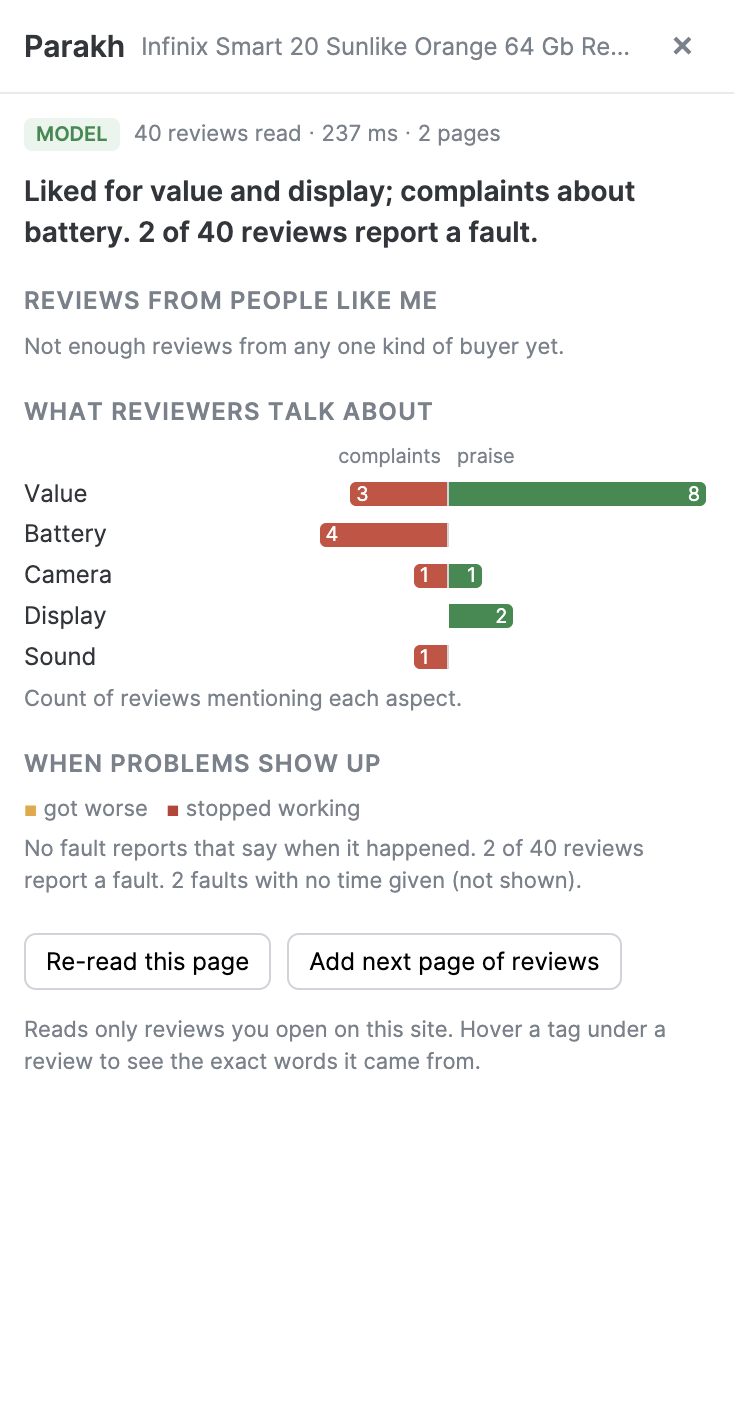 Parakh Infinix Smart 20 Sunlike Orange 64 Gb Re... ✕
MODEL 40 reviews read · 237 ms · 2 pages
Liked for value and display; complaints about
battery. 2 of 40 reviews report a fault.
REVIEWS FROM PEOPLE LIKE ME
Not enough reviews from any one kind of buyer yet.
WHAT REVIEWERS TALK ABOUT
complaints praise
Value 3 8
Battery 4
Camera 1 1
Display 2
Sound 1
Count of reviews mentioning each aspect.
WHEN PROBLEMS SHOW UP
got worse stopped working
No fault reports that say when it happened. 2 of 40 reviews
report a fault. 2 faults with no time given (not shown).
Re-read this page Add next page of reviews
Reads only reviews you open on this site. Hover a tag under a
review to see the exact words it came from.